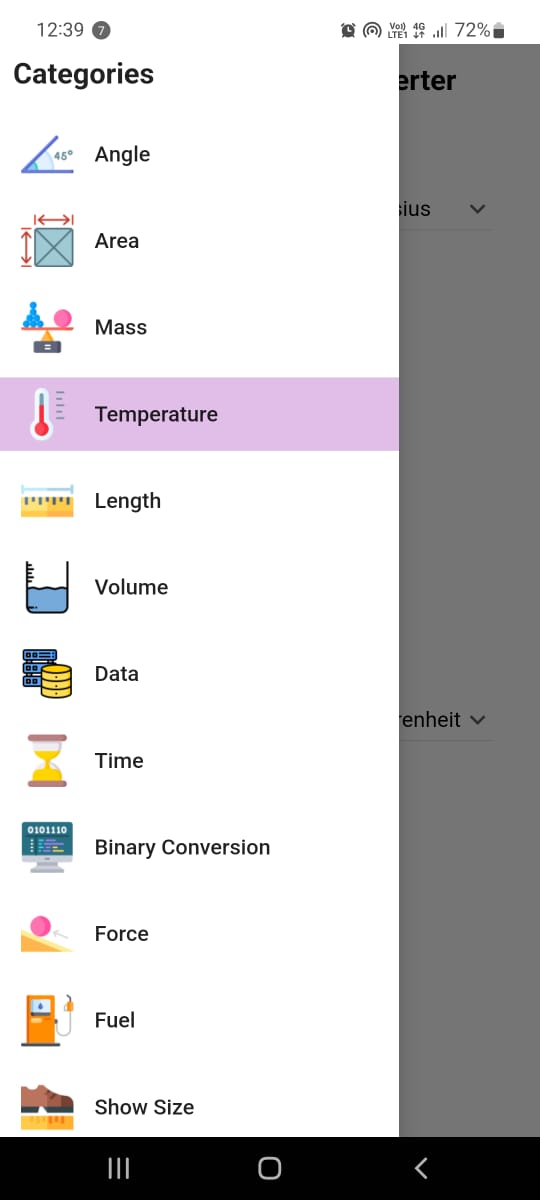 12:39 7 Vo) LTE1 4G 72%
Categories
erter
45° Angle
sius
Area
Mass
Temperature
Length
Volume
Data
renheit
Time
0101110
Binary Conversion
Force
Fuel
Show Size